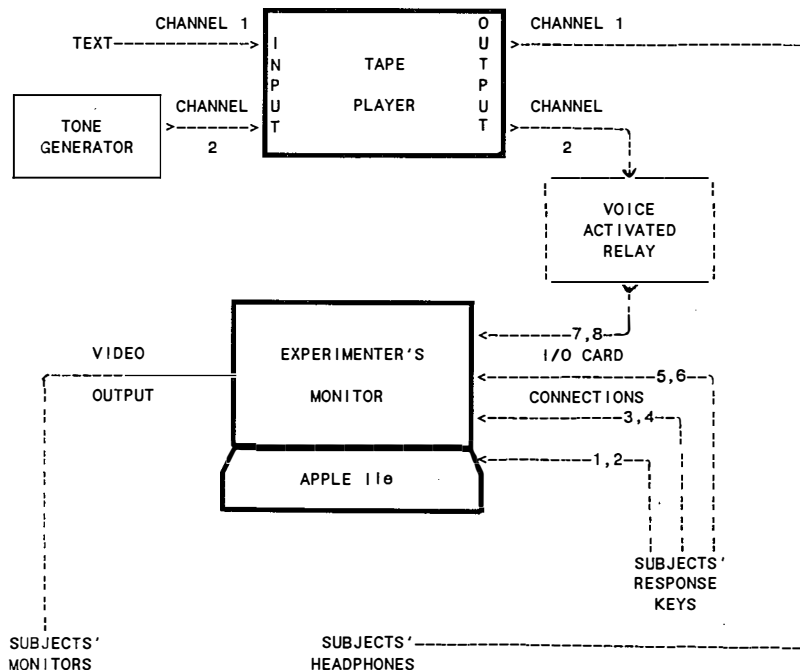 CHANNEL 1
TEXT
INPUT
TAPE
PLAYER
OUTPUT
CHANNEL 1
TONE
GENERATOR
CHANNEL
2
CHANNEL
2
VOICE
ACTIVATED
RELAY
VIDEO
OUTPUT
EXPERIMENTER'S
MONITOR
APPLE IIe
7,8
I/O CARD
5,6
CONNECTIONS
3,4
1,2
SUBJECTS'
RESPONSE
KEYS
SUBJECTS'
MONITORS
SUBJECTS'
HEADPHONES